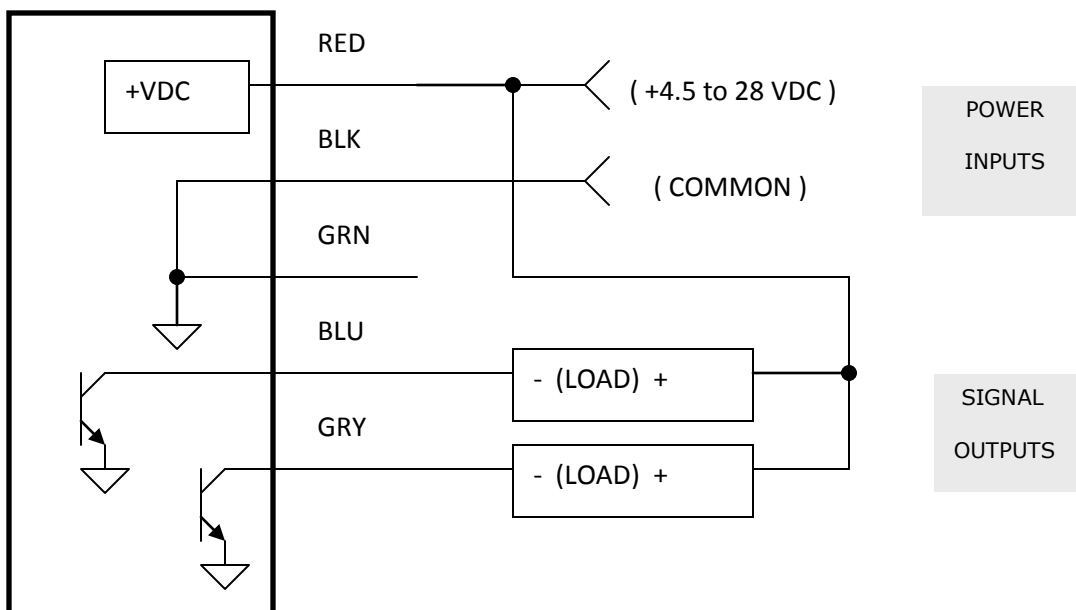 RED
+VDC
( +4.5 to 28 VDC )
POWER
INPUTS
BLK
( COMMON )
GRN
BLU
- (LOAD) +
SIGNAL
OUTPUTS
GRY
- (LOAD) +